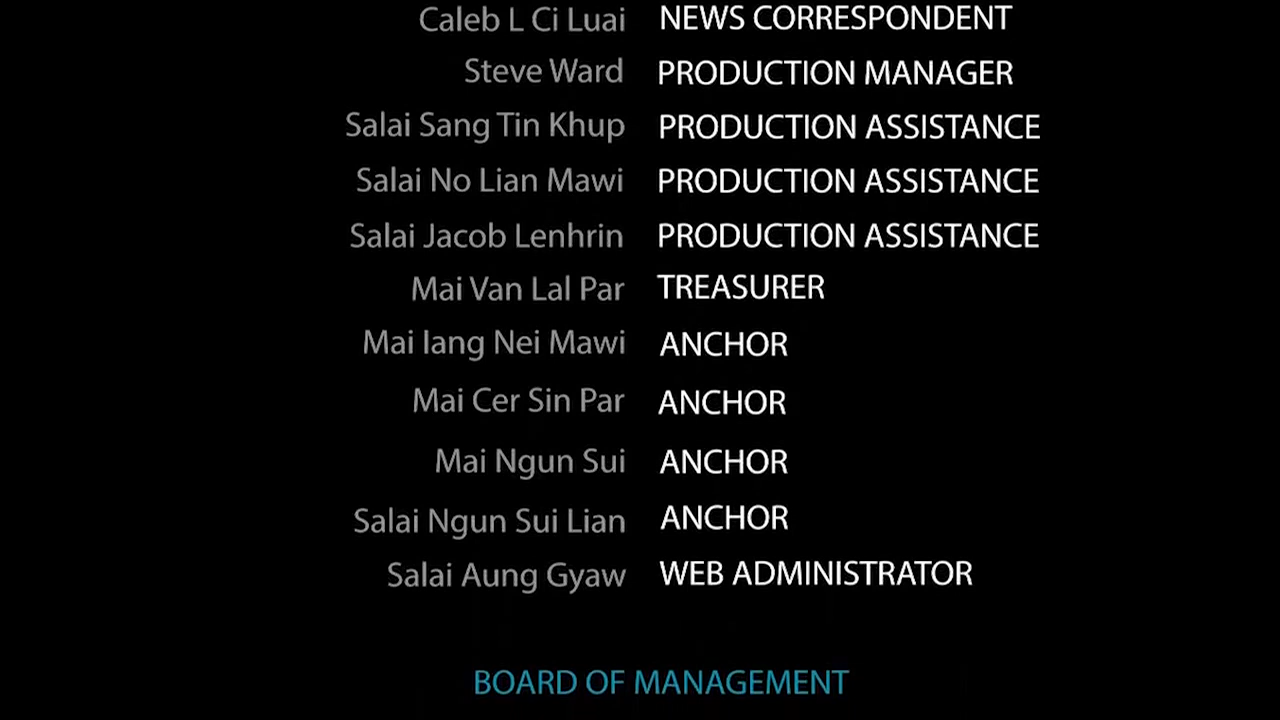 Caleb L Ci Luai NEWS CORRESPONDENT
Steve Ward PRODUCTION MANAGER
Salai Sang Tin Khup PRODUCTION ASSISTANCE
Salai No Lian Mawi PRODUCTION ASSISTANCE
Salai Jacob Lenhrin PRODUCTION ASSISTANCE
Mai Van Lal Par TREASURER
Mai Iang Nei Mawi ANCHOR
Mai Cer Sin Par ANCHOR
Mai Ngun Sui ANCHOR
Salai Ngun Sui Lian ANCHOR
Salai Aung Gyaw WEB ADMINISTRATOR
BOARD OF MANAGEMENT